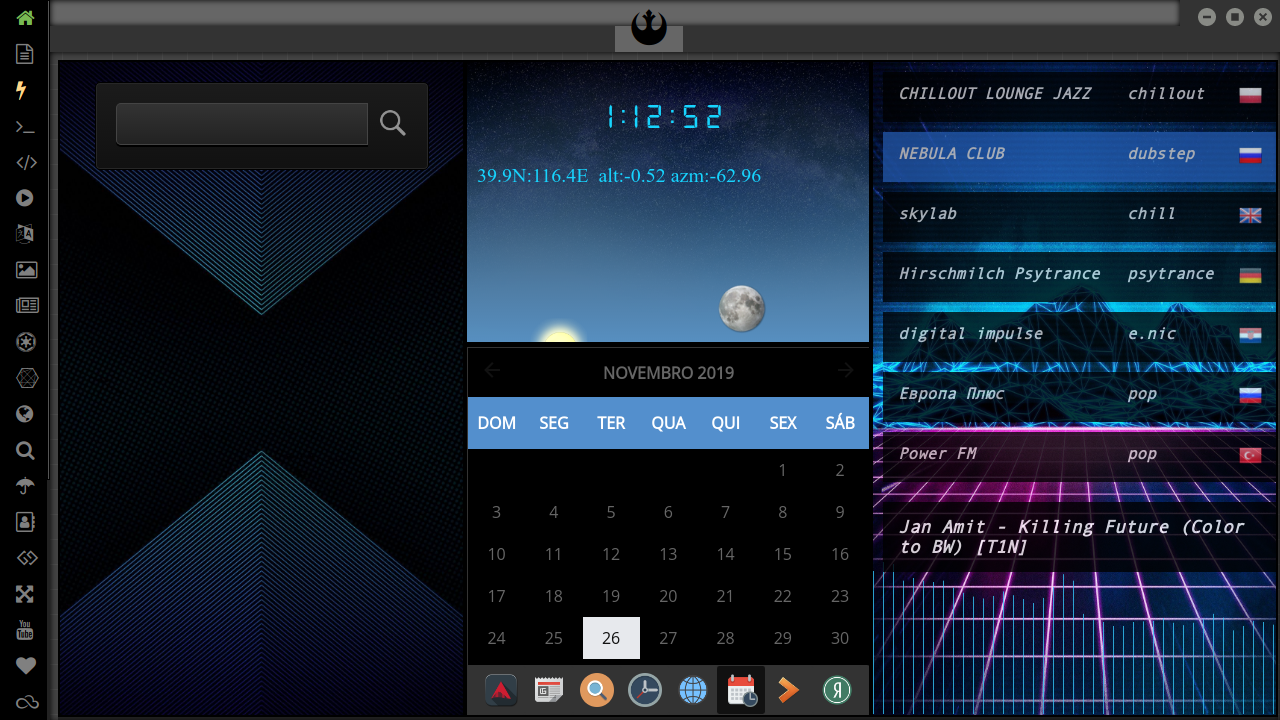 1:12:52
39.9N:116.4E alt:-0.52 azm:-62.96
NOVEMBRO 2019
DOM SEG TER QUA QUI SEX SÁB
1 2
3 4 5 6 7 8 9
10 11 12 13 14 15 16
17 18 19 20 21 22 23
24 25 26 27 28 29 30
CHILLOUT LOUNGE JAZZ chillout
NEBULA CLUB dubstep
skylab chill
Hirschmilch Psytrance psytrance
digital impulse e.nic
Европа Плюс pop
Power FM pop
Jan Amit - Killing Future (Color
to BW) [T1N]
You
Tube
Я